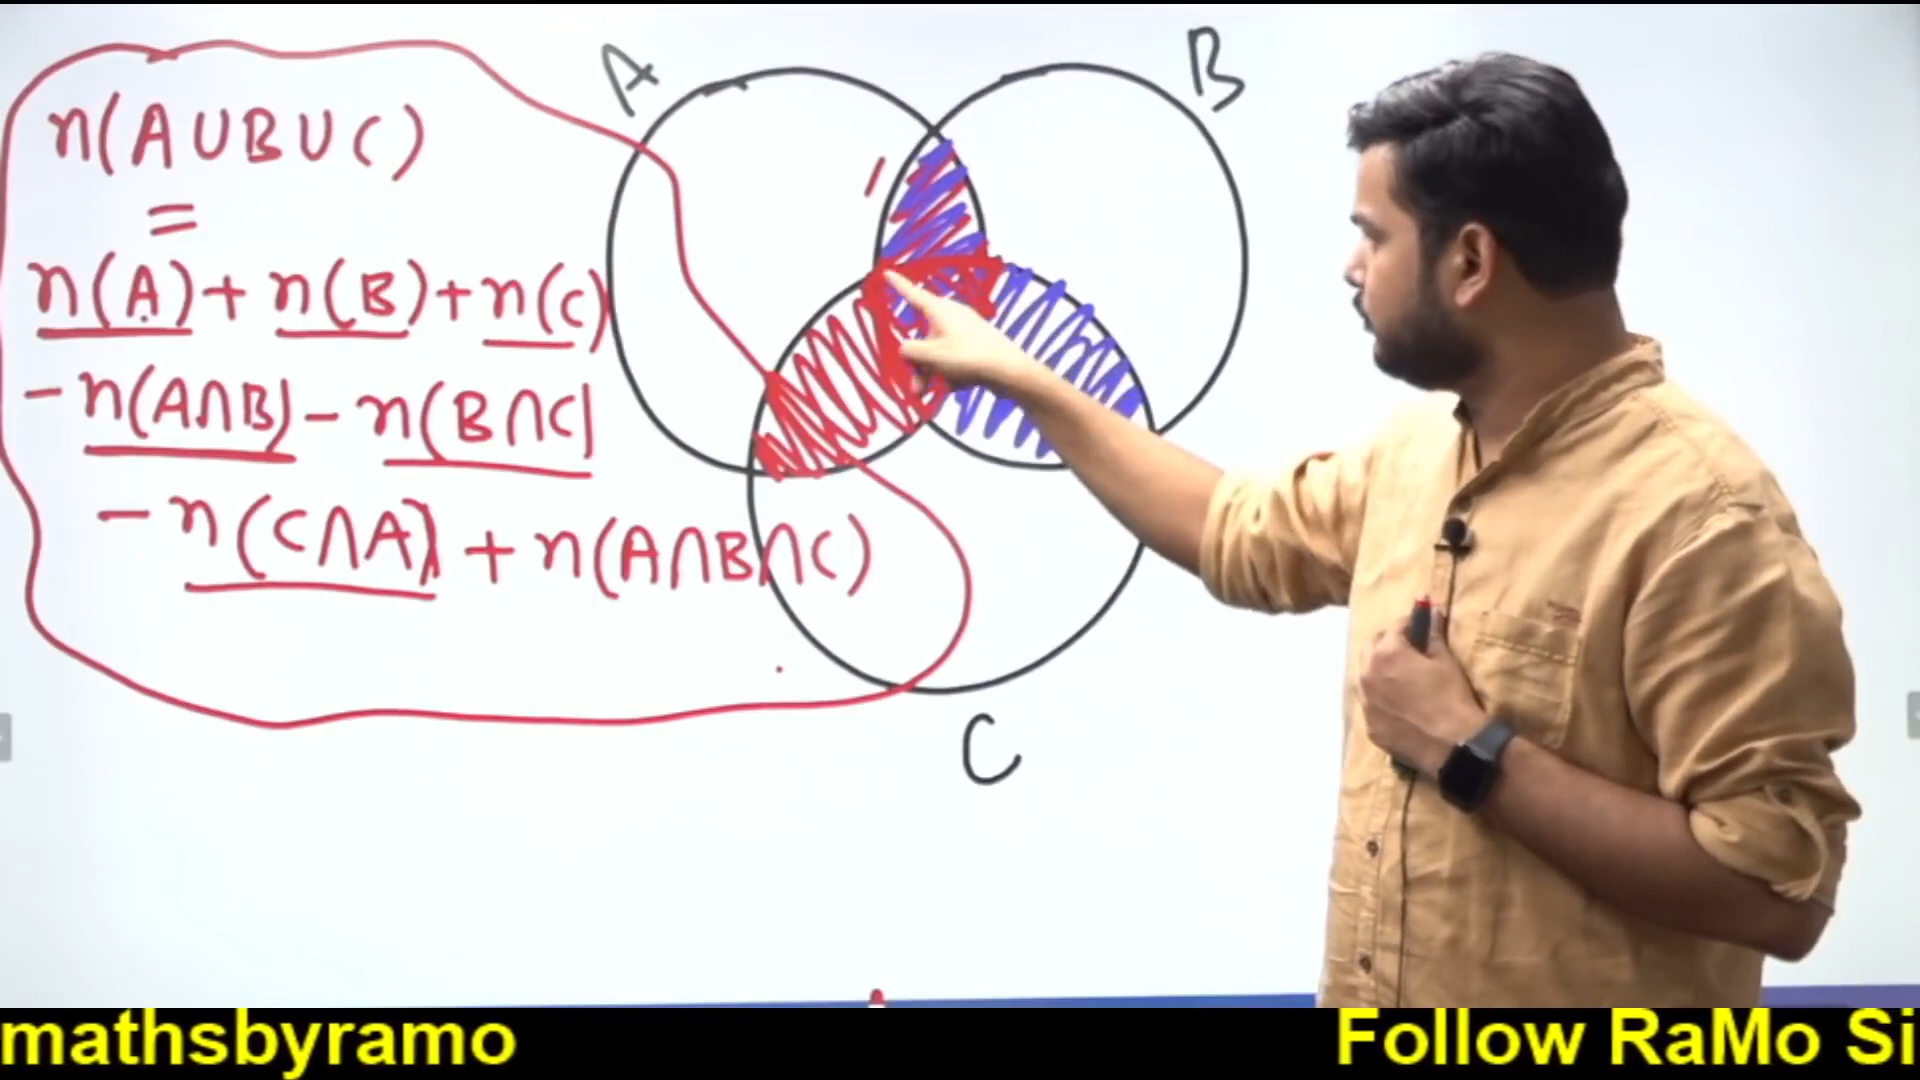 n(A∪B∪C)
=
n(A)+n(B)+n(C)
-n(A∩B)-n(B∩C)
-n(C∩A)+n(A∩B∩C)
A
B
C
mathsbyramo
Follow RaMo Si